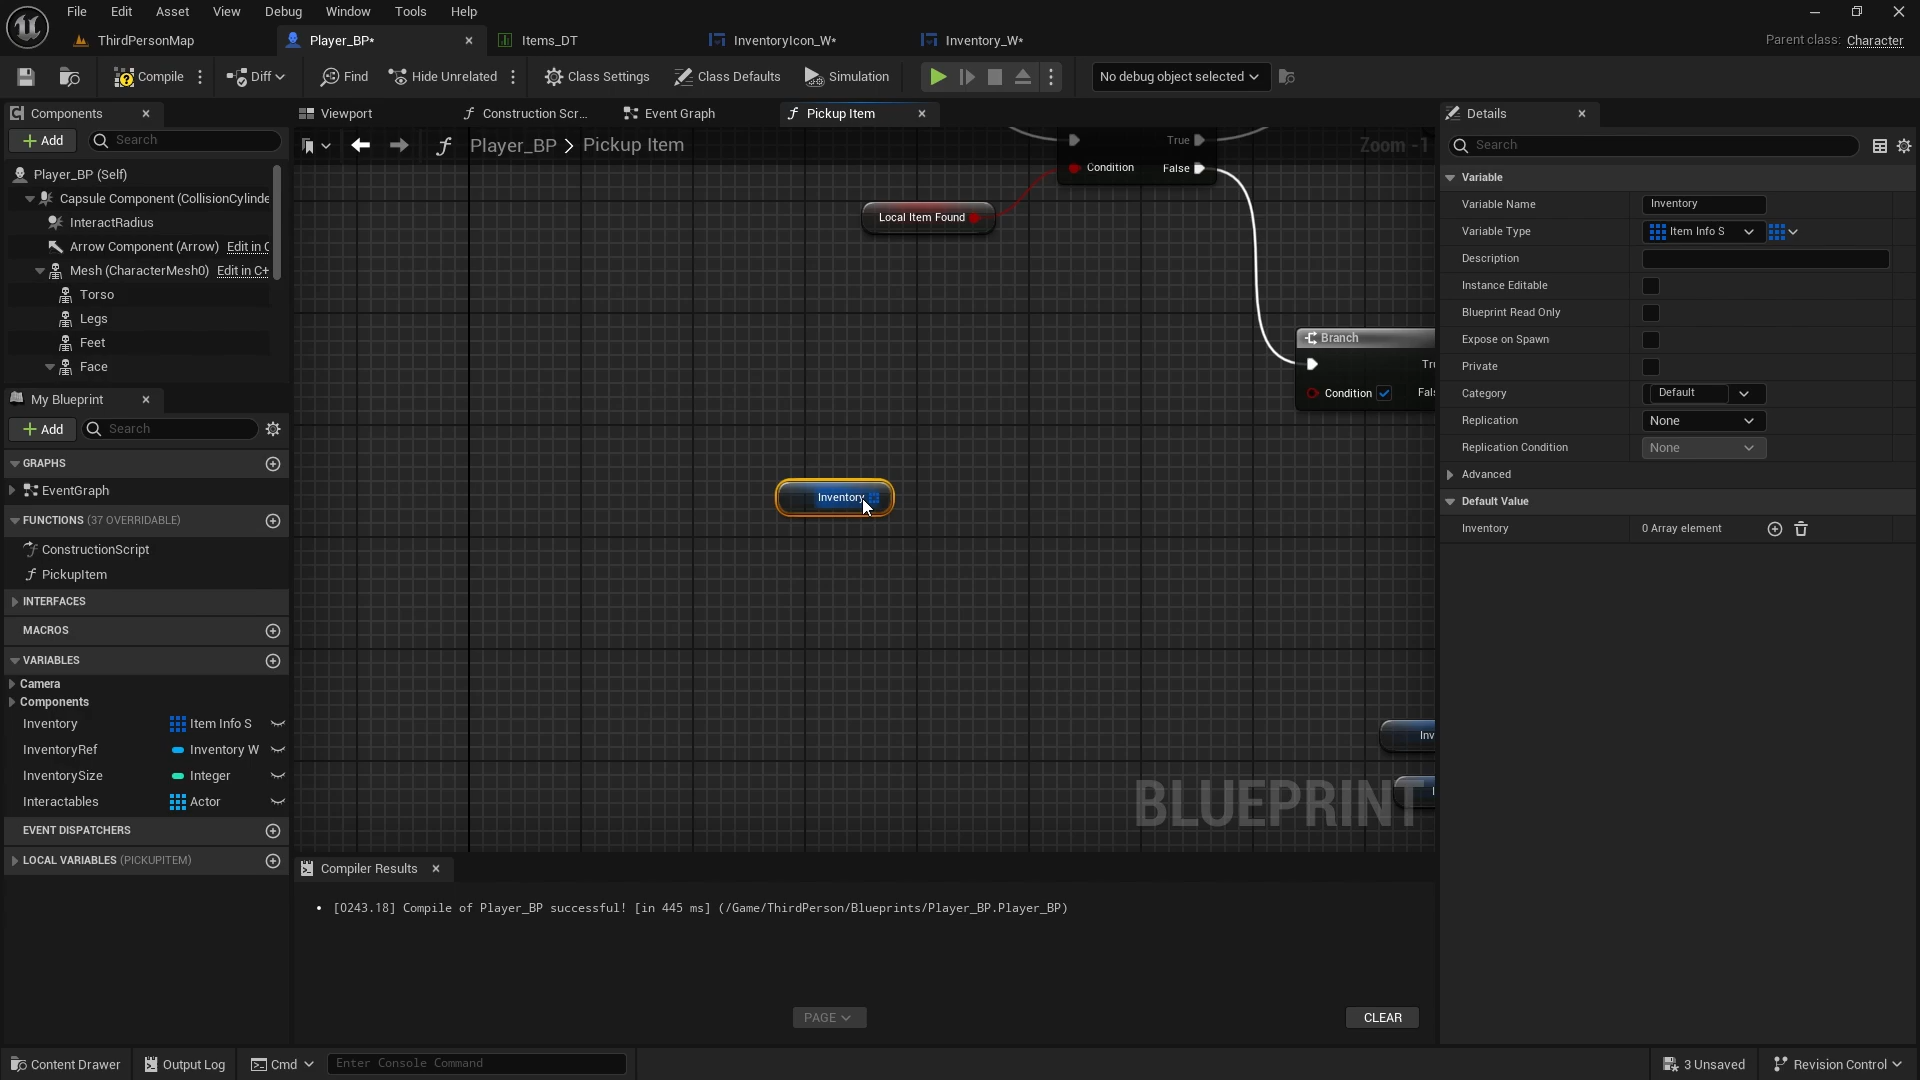 File Edit Asset View Debug Window Tools Help
ThirdPersonMap
Player_BP*
Items_DT
InventoryIcon_W*
Inventory_W*
Parent class: Character
Compile
Diff
Find
Hide Unrelated
Class Settings
Class Defaults
Simulation
No debug object selected
Components
Add
Search
Player_BP (Self)
Capsule Component (CollisionCylinde
InteractRadius
Arrow Component (Arrow) Edit in C
Mesh (CharacterMesh0) Edit in C+
Torso
Legs
Feet
Face
My Blueprint
Add
Search
GRAPHS
EventGraph
FUNCTIONS (37 OVERRIDABLE)
ConstructionScript
PickupItem
INTERFACES
MACROS
VARIABLES
Camera
Components
Inventory Item Info S
InventoryRef Inventory W
InventorySize Integer
Interactables Actor
EVENT DISPATCHERS
LOCAL VARIABLES (PICKUPITEM)
Viewport
Construction Scr...
Event Graph
Pickup Item
Player_BP > Pickup Item
Zoom -1
True
Condition False
Local Item Found
Branch
Tru
Condition Fals
Inventory
Inv
BLUEPRINT
Compiler Results
• [0243.18] Compile of Player_BP successful! [in 445 ms] (/Game/ThirdPerson/Blueprints/Player_BP.Player_BP)
PAGE
CLEAR
Details
Search
Variable
Variable Name Inventory
Variable Type Item Info S
Description
Instance Editable
Blueprint Read Only
Expose on Spawn
Private
Category Default
Replication None
Replication Condition None
Advanced
Default Value
Inventory 0 Array element
Content Drawer
Output Log
Cmd
Enter Console Command
3 Unsaved
Revision Control